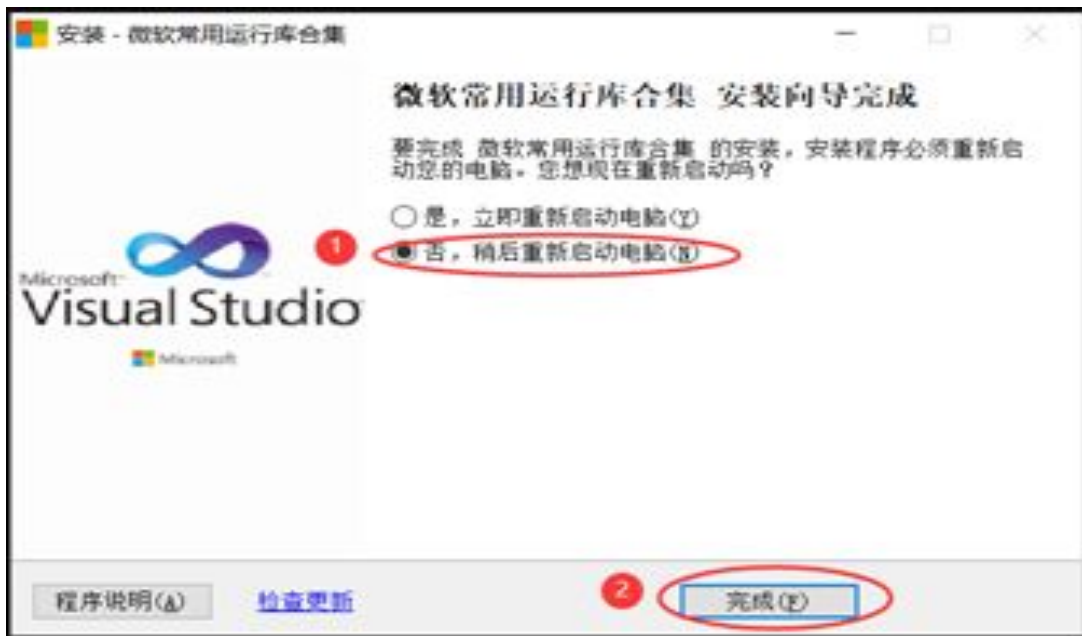 安装 - 微软常用运行库合集
微软常用运行库合集 安装向导完成
要完成 微软常用运行库合集 的安装，安装程序必须重新启
动您的电脑。您想现在重新启动吗？
是，立即重新启动电脑(Y)
1
否，稍后重新启动电脑(N)
Microsoft
Visual Studio
Microsoft
程序说明(A)
检查更新
2
完成(F)